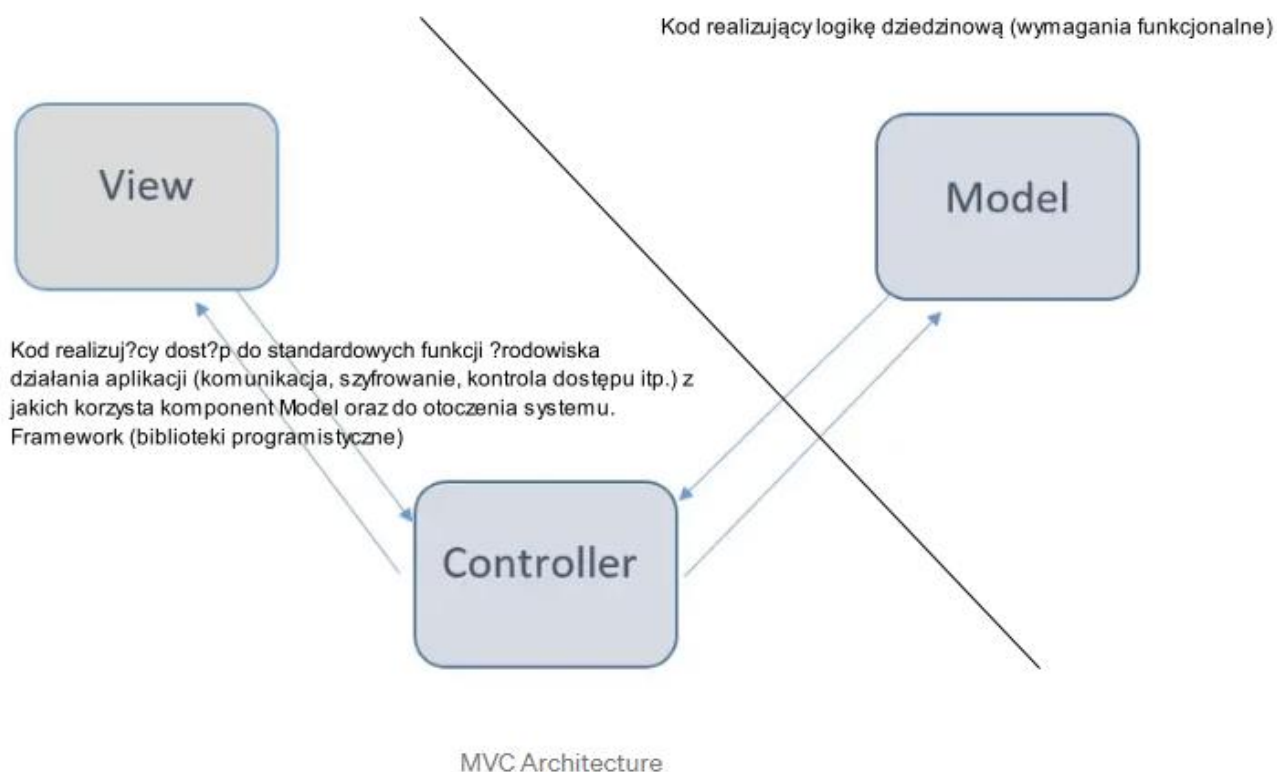 Kod realizujący logikę dziedzinową (wymagania funkcjonalne)
View
Model
Kod realizuj?cy dost?p do standardowych funkcji ?rodowiska
działania aplikacji (komunikacja, szyfrowanie, kontrola dostępu itp.) z
jakich korzysta komponent Model oraz do otoczenia systemu.
Framework (biblioteki programistyczne)
Controller
MVC Architecture